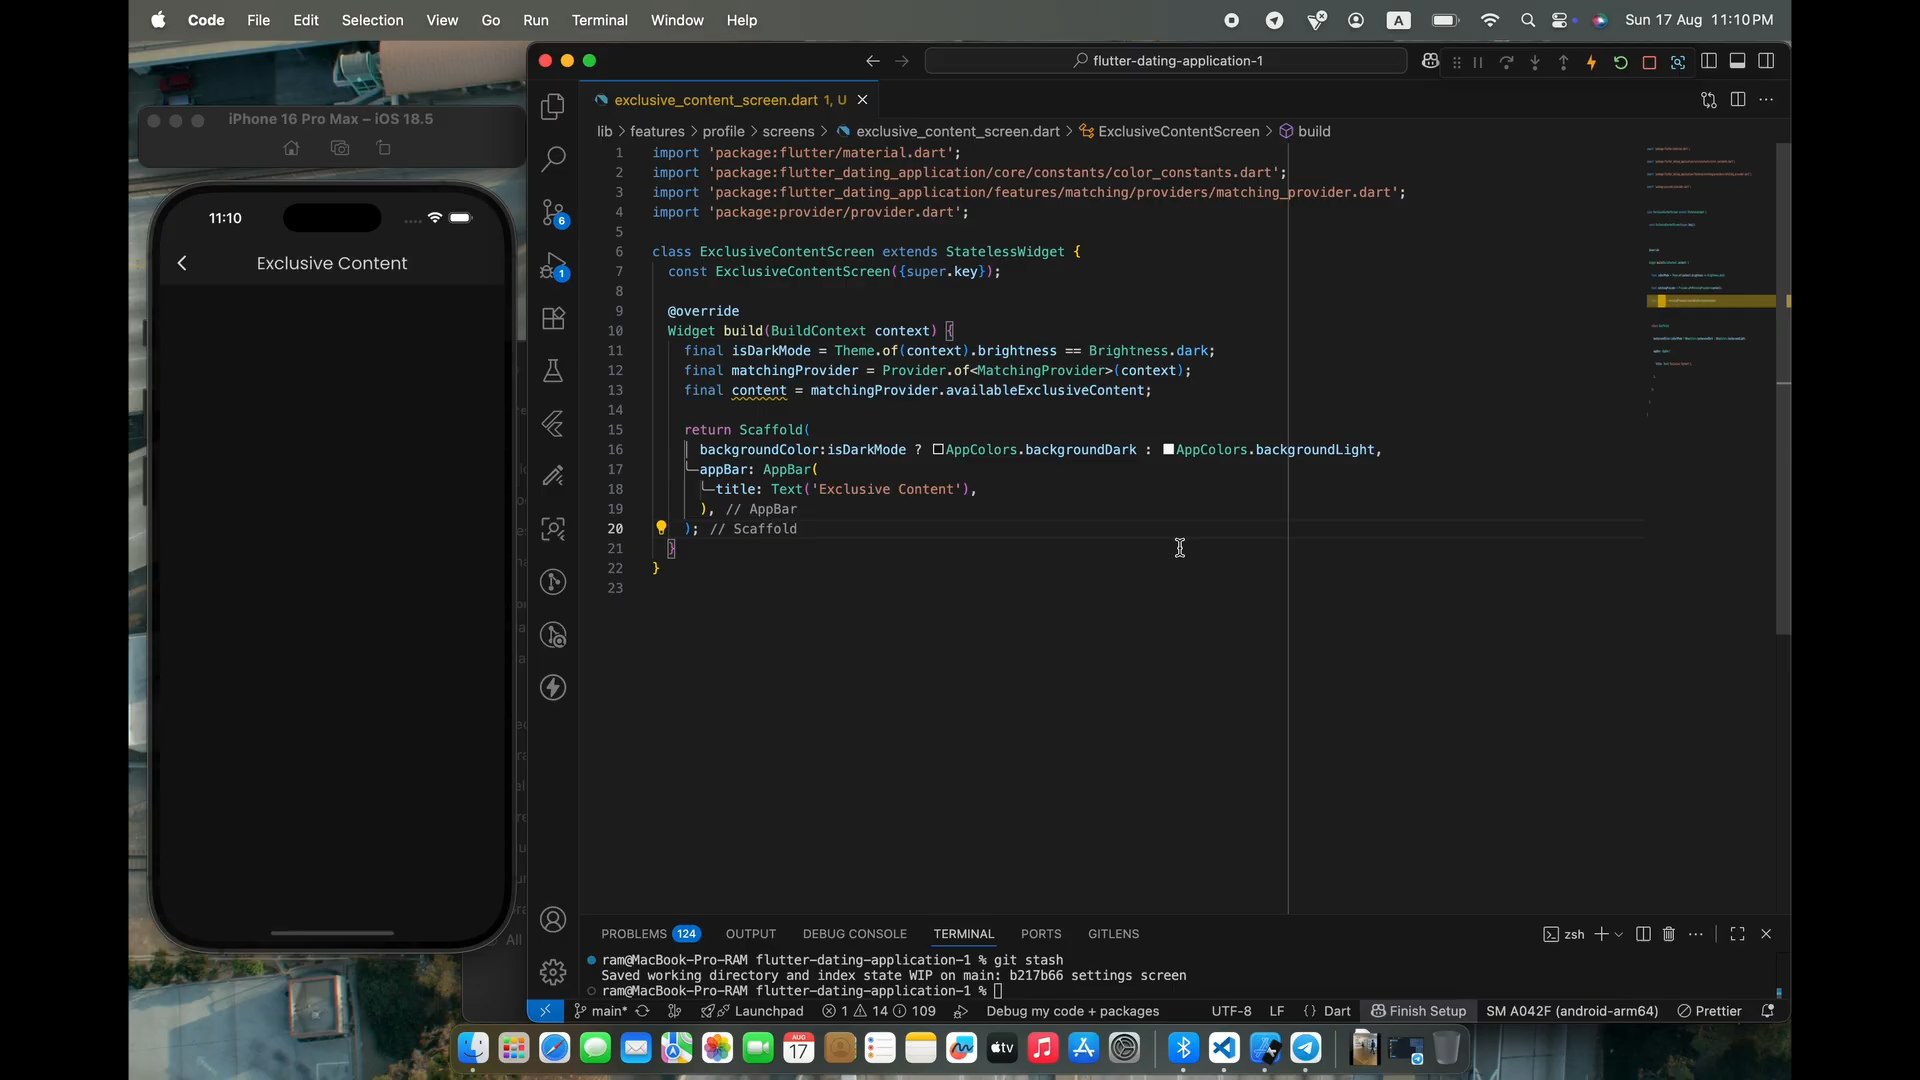 Code File Edit Selection View Go Run Terminal Window Help
A
Sun 17 Aug 11:10 PM
iPhone 16 Pro Max – iOS 18.5
11:10
Exclusive Content
flutter-dating-application-1
exclusive_content_screen.dart 1, U
lib > features > profile > screens > exclusive_content_screen.dart > ExclusiveContentScreen > build
1 import 'package:flutter/material.dart';
2 import 'package:flutter_dating_application/core/constants/color_constants.dart';
3 import 'package:flutter_dating_application/features/matching/providers/matching_provider.dart';
4 import 'package:provider/provider.dart';
5
6 class ExclusiveContentScreen extends StatelessWidget {
7 const ExclusiveContentScreen({super.key});
8
9 @override
10 Widget build(BuildContext context) {
11 final isDarkMode = Theme.of(context).brightness == Brightness.dark;
12 final matchingProvider = Provider.of<MatchingProvider>(context);
13 final content = matchingProvider.availableExclusiveContent;
14
15 return Scaffold(
16 backgroundColor:isDarkMode ? AppColors.backgroundDark : AppColors.backgroundLight,
17 appBar: AppBar(
18 title: Text('Exclusive Content'),
19 ), // AppBar
20 ); // Scaffold
21 }
22 }
23
6
1
PROBLEMS 124 OUTPUT DEBUG CONSOLE TERMINAL PORTS GITLENS
zsh
ram@MacBook-Pro-RAM flutter-dating-application-1 % git stash
Saved working directory and index state WIP on main: b217b66 settings screen
ram@MacBook-Pro-RAM flutter-dating-application-1 %
main* Launchpad 1 14 109 Debug my code + packages UTF-8 LF {} Dart Finish Setup SM A042F (android-arm64) Prettier
All
AUG
17
tv